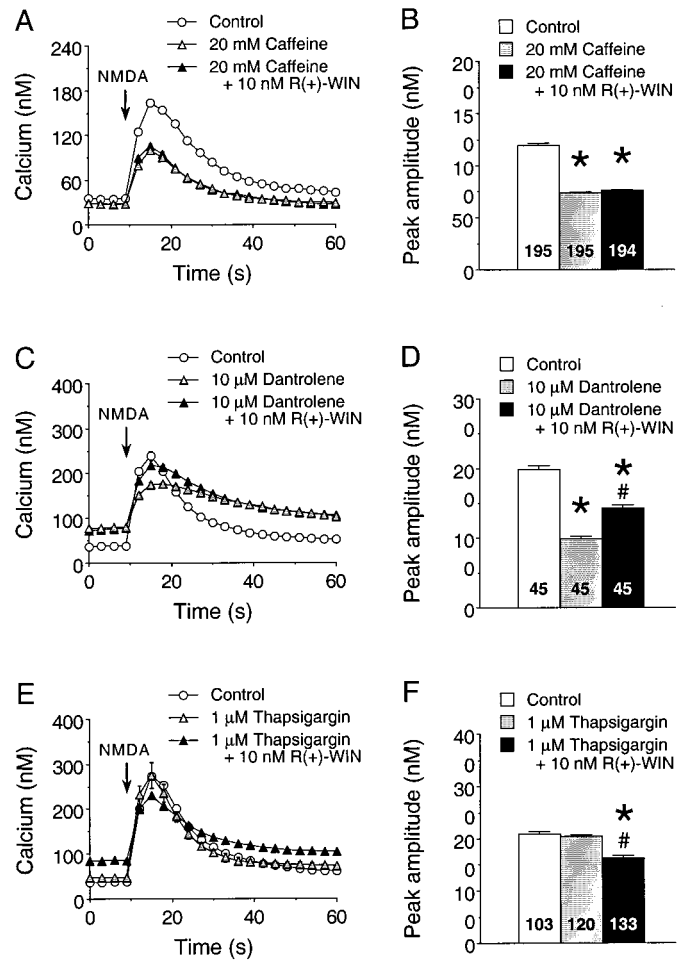 A
Control
20 mM Caffeine
20 mM Caffeine
+ 10 nM R(+)-WIN
Calcium (nM)
240
180
120
60
0
NMDA
0 20 40 60
Time (s)
B
Control
20 mM Caffeine
20 mM Caffeine
+ 10 nM R(+)-WIN
Peak amplitude (nM)
20
0
15
0
10
0
50
0
* *
195 195 194
C
Control
10 µM Dantrolene
10 µM Dantrolene
+ 10 nM R(+)-WIN
Calcium (nM)
400
300
200
100
0
NMDA
0 20 40 60
Time (s)
D
Control
10 µM Dantrolene
10 µM Dantrolene
+ 10 nM R(+)-WIN
Peak amplitude (nM)
30
0
20
0
10
0
0
* *
#
45 45 45
E
Control
1 µM Thapsigargin
1 µM Thapsigargin
+ 10 nM R(+)-WIN
Calcium (nM)
400
300
200
100
0
NMDA
0 20 40 60
Time (s)
F
Control
1 µM Thapsigargin
1 µM Thapsigargin
+ 10 nM R(+)-WIN
Peak amplitude (nM)
40
0
30
0
20
0
10
0
0
*
#
103 120 133